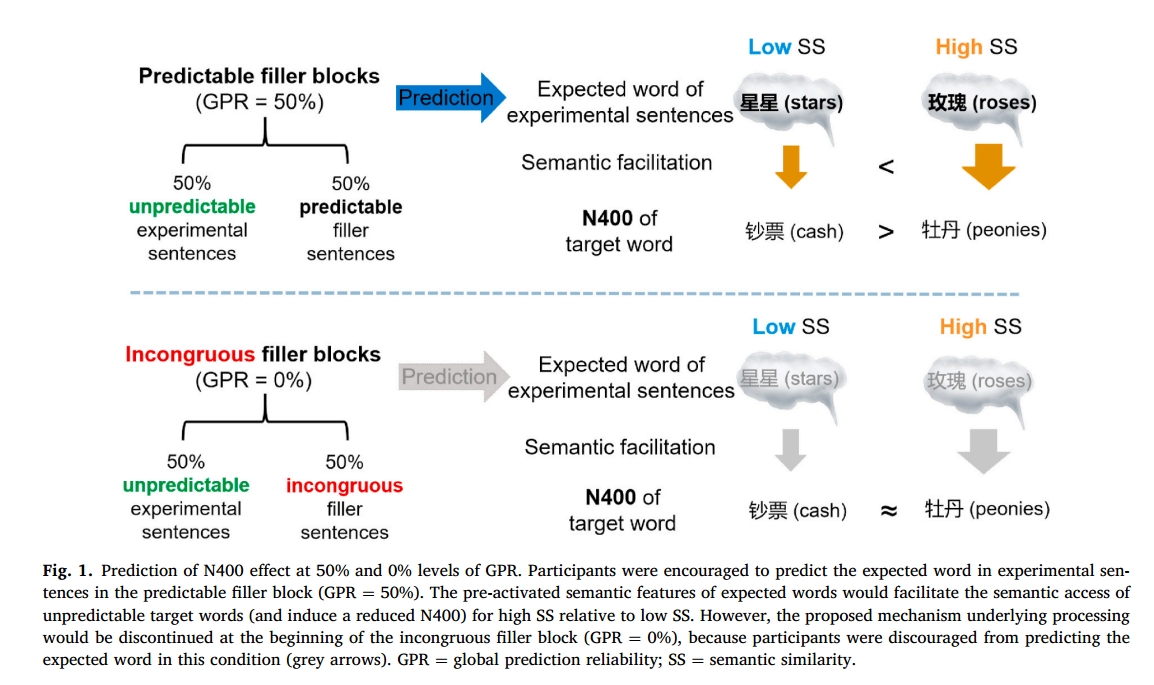 Low SS
High SS
Predictable filler blocks
(GPR = 50%)
Prediction
Expected word of
experimental sentences
星星 (stars)
玫瑰 (roses)
Semantic facilitation
<
50%
unpredictable
experimental
sentences
50%
predictable
filler
sentences
N400 of
target word
钞票 (cash)
>
牡丹 (peonies)
Low SS
High SS
Incongruous filler blocks
(GPR = 0%)
Prediction
Expected word of
experimental sentences
星星 (stars)
玫瑰 (roses)
Semantic facilitation
50%
unpredictable
experimental
sentences
50%
incongruous
filler
sentences
N400 of
target word
钞票 (cash)
≈
牡丹 (peonies)
Fig. 1. Prediction of N400 effect at 50% and 0% levels of GPR. Participants were encouraged to predict the expected word in experimental sen-
tences in the predictable filler block (GPR = 50%). The pre-activated semantic features of expected words would facilitate the semantic access of
unpredictable target words (and induce a reduced N400) for high SS relative to low SS. However, the proposed mechanism underlying processing
would be discontinued at the beginning of the incongruous filler block (GPR = 0%), because participants were discouraged from predicting the
expected word in this condition (grey arrows). GPR = global prediction reliability; SS = semantic similarity.